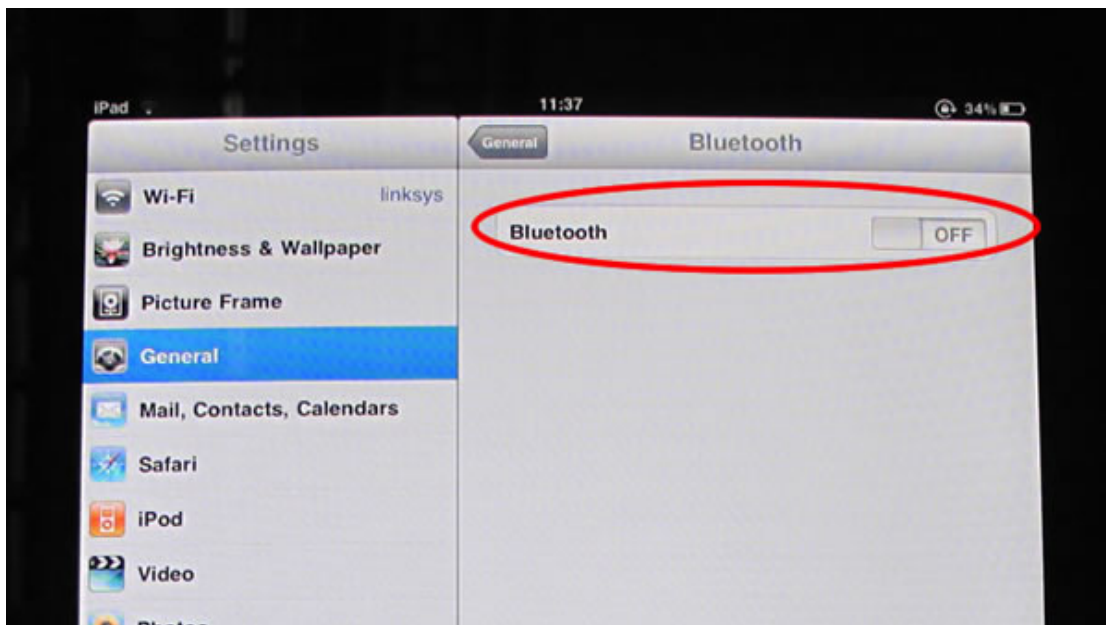 iPad 11:37 34%
Settings
General Bluetooth
Wi-Fi linksys
Brightness & Wallpaper
Picture Frame
General
Mail, Contacts, Calendars
Safari
iPod
Video
Photos
Bluetooth OFF